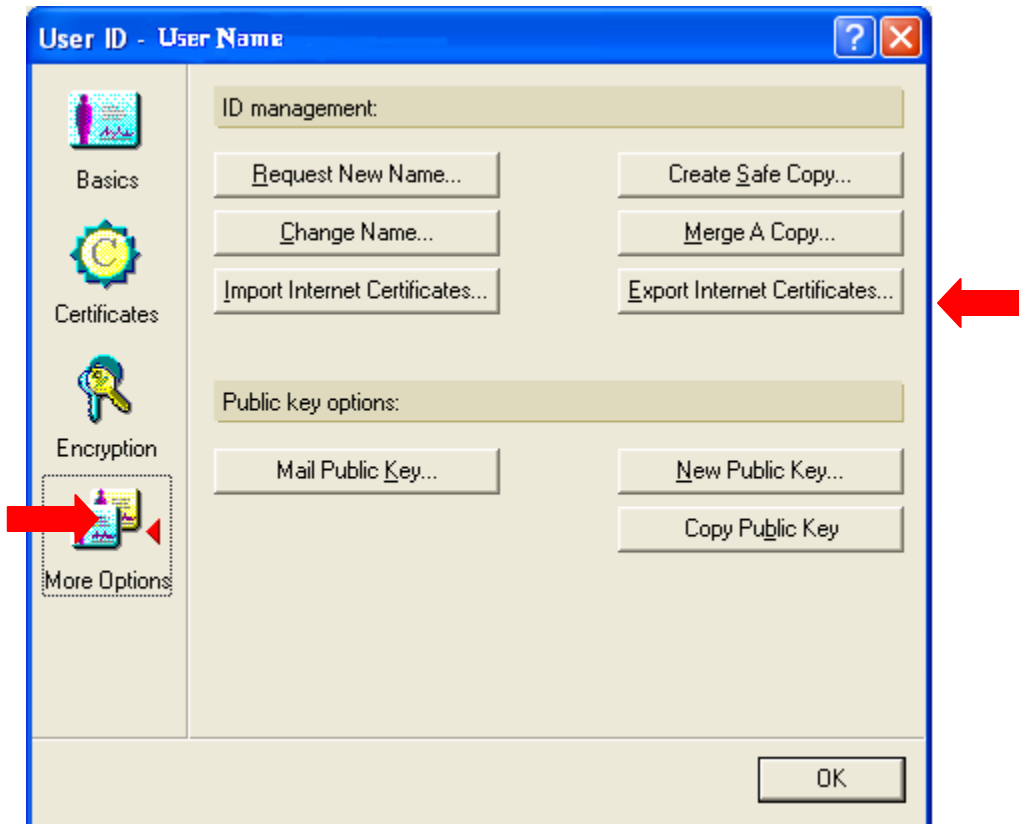 User ID - User Name
?
Basics
Certificates
Encryption
More Options
ID management:
Request New Name... Create Safe Copy...
Change Name... Merge A Copy...
Import Internet Certificates... Export Internet Certificates...
Public key options:
Mail Public Key... New Public Key...
Copy Public Key
OK